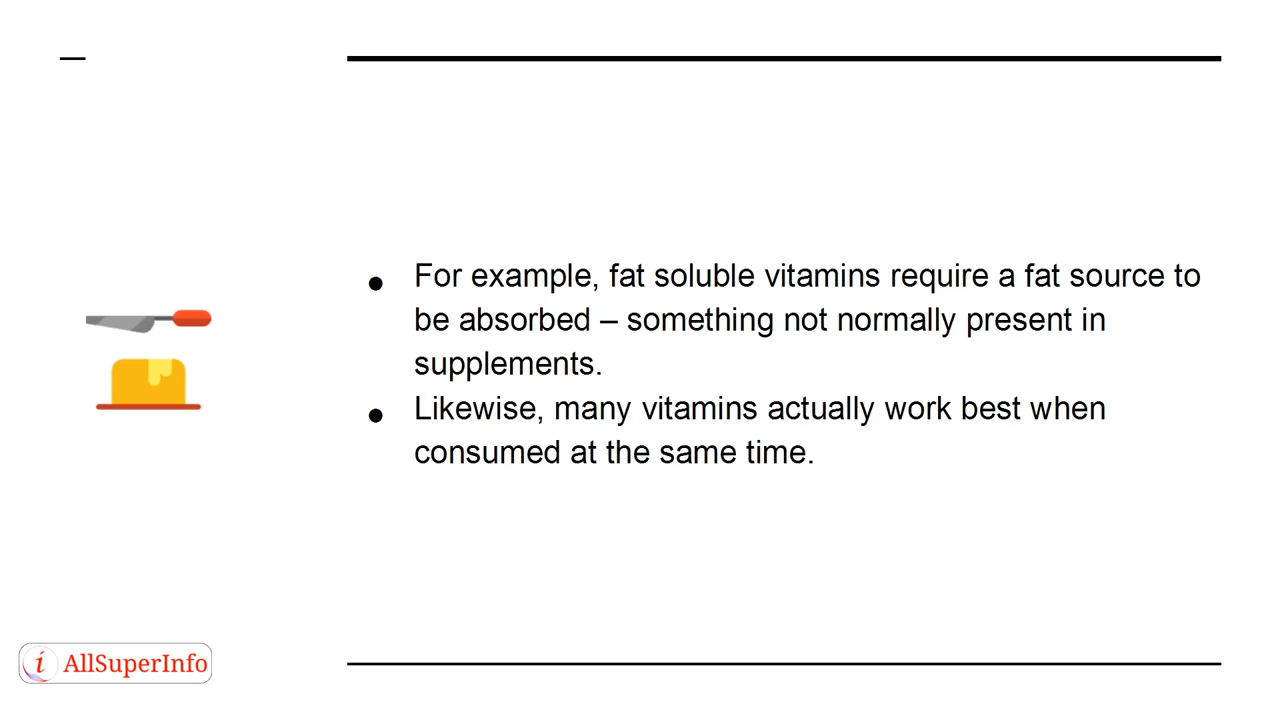 ● For example, fat soluble vitamins require a fat source to
be absorbed – something not normally present in
supplements.
● Likewise, many vitamins actually work best when
consumed at the same time.
i AllSuperInfo